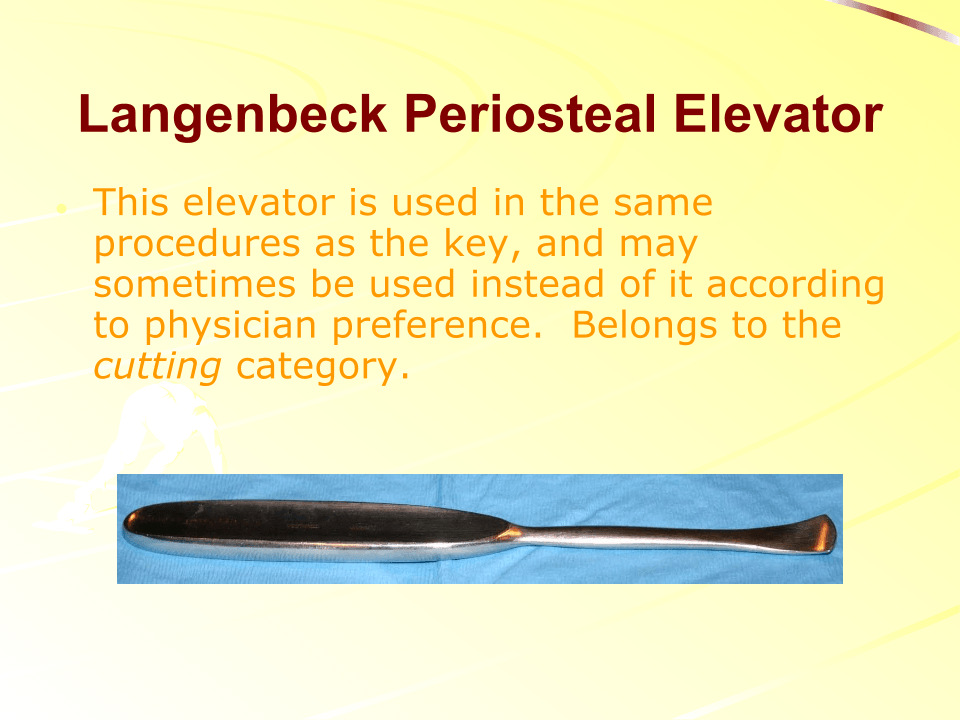 Langenbeck Periosteal Elevator
• This elevator is used in the same
procedures as the key, and may
sometimes be used instead of it according
to physician preference.  Belongs to the
cutting category.